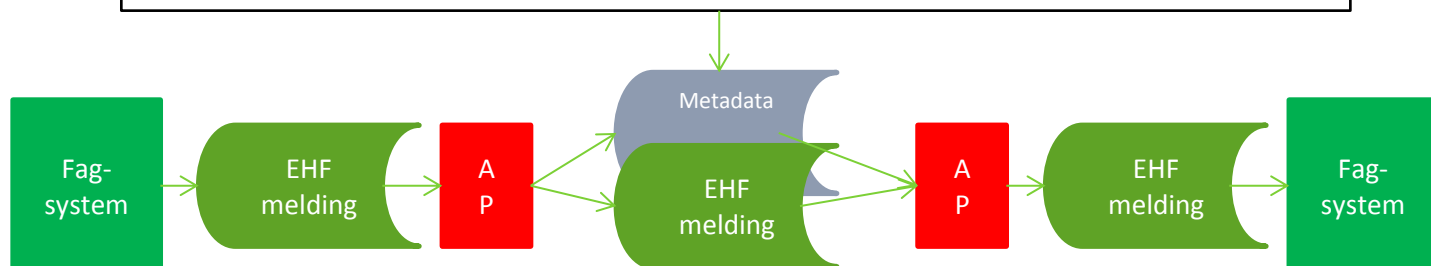 Metadata
Fag-
system
EHF
melding
A
P
EHF
melding
A
P
EHF
melding
Fag-
system